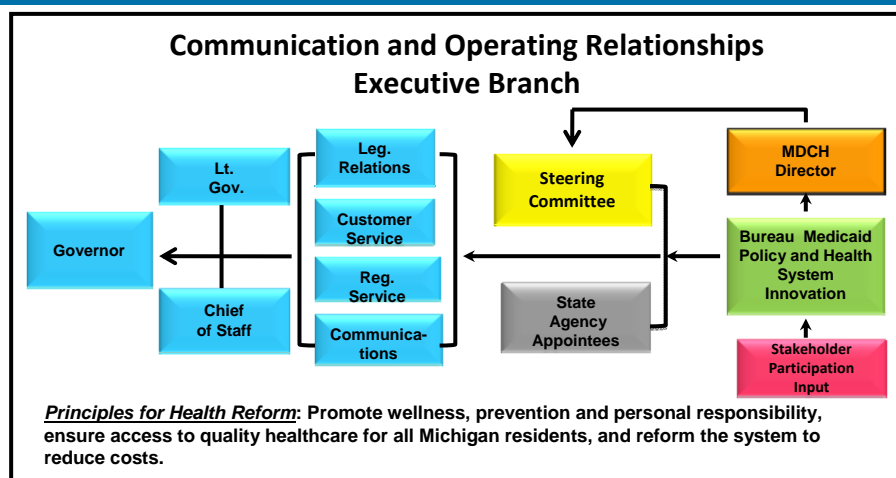 Communication and Operating Relationships
Executive Branch
Governor
Lt.
Gov.
Chief
of Staff
Leg.
Relations
Customer
Service
Reg.
Service
Communica-
tions
Steering
Committee
State
Agency
Appointees
MDCH
Director
Bureau Medicaid
Policy and Health
System
Innovation
Stakeholder
Participation
Input
Principles for Health Reform: Promote wellness, prevention and personal responsibility,
ensure access to quality healthcare for all Michigan residents, and reform the system to
reduce costs.